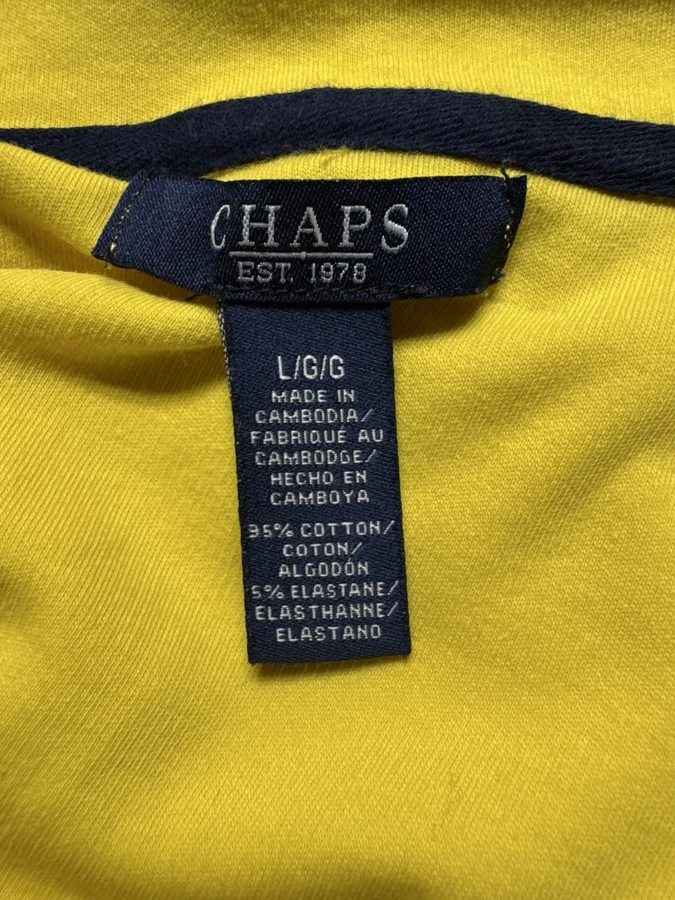 CHAPS
EST. 1978
L/G/G
MADE IN
CAMBODIA/
FABRIQUÉ AU
CAMBODGE/
HECHO EN
CAMBOYA
95% COTTON/
COTON/
ALGODÓN
5% ELASTANE/
ELASTHANNE/
ELASTANO